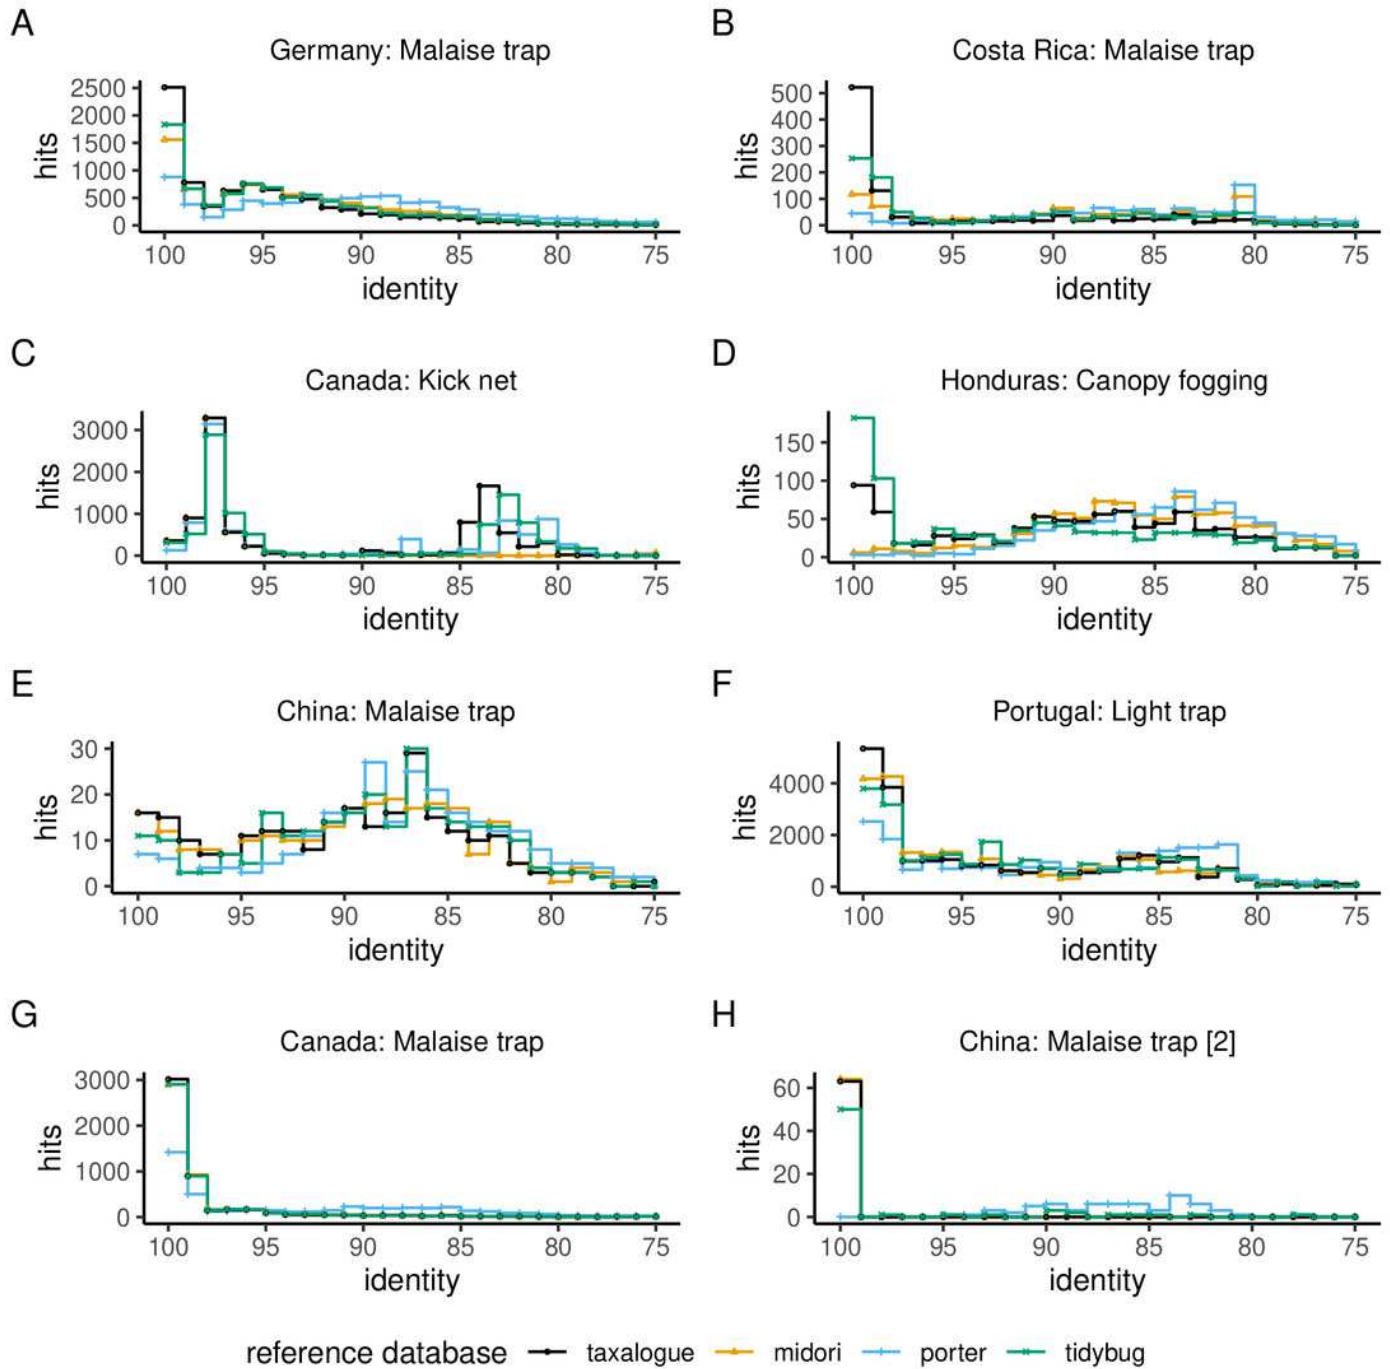 A
Germany: Malaise trap
2500
2000
1500
1000
500
0
hits
100 95 90 85 80 75
identity
B
Costa Rica: Malaise trap
500
400
300
200
100
0
hits
100 95 90 85 80 75
identity
C
Canada: Kick net
3000
2000
1000
0
hits
100 95 90 85 80 75
identity
D
Honduras: Canopy fogging
150
100
50
0
hits
100 95 90 85 80 75
identity
E
China: Malaise trap
30
20
10
0
hits
100 95 90 85 80 75
identity
F
Portugal: Light trap
4000
2000
0
hits
100 95 90 85 80 75
identity
G
Canada: Malaise trap
3000
2000
1000
0
hits
100 95 90 85 80 75
identity
H
China: Malaise trap [2]
60
40
20
0
hits
100 95 90 85 80 75
identity
reference database taxalogue midori porter tidybug